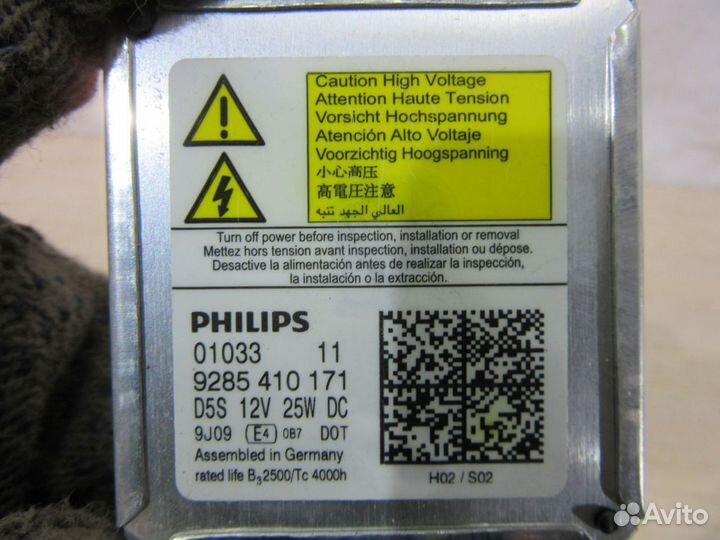 Caution High Voltage
Attention Haute Tension
Vorsicht Hochspannung
Atención Alto Voltaje
Voorzichtig Hoogspanning
小心高压
高電圧注意
العالي الجهد تنبه
Turn off power before inspection, installation or removal
Mettez hors tension avant inspection, installation ou dépose.
Desactive la alimentación antes de realizar la inspección,
la instalación o la extracción.
PHILIPS
01033 11
9285 410 171
D5S 12V 25W DC
9J09 E4 0B7 DOT
Assembled in Germany
rated life B3 2500/Tc 4000h
H02 / S02
Avito